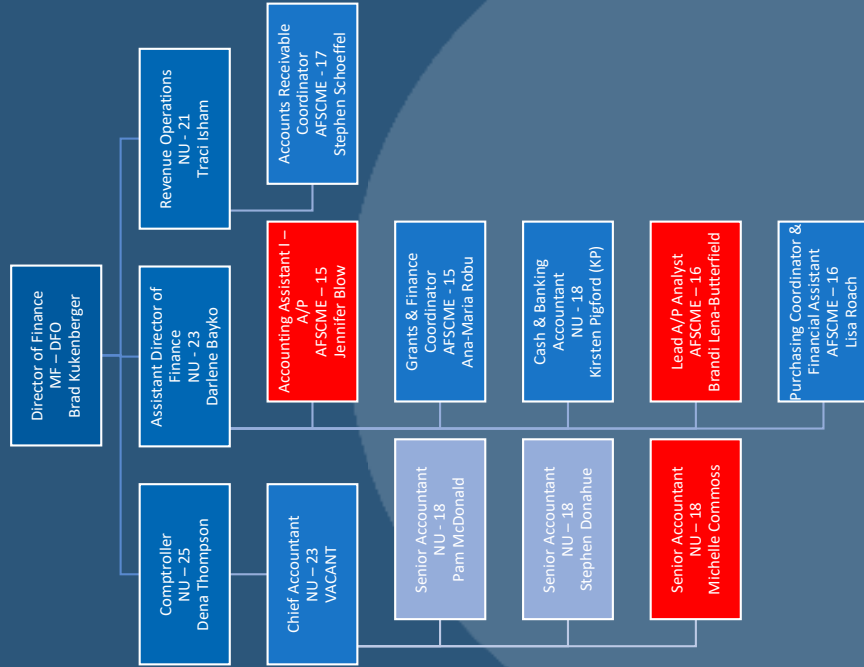 Director of Finance
MF – DFO
Brad Kukenberger
Comptroller
NU – 25
Dena Thompson
Assistant Director of
Finance
NU - 23
Darlene Bayko
Revenue Operations
NU - 21
Traci Isham
Chief Accountant
NU – 23
VACANT
Senior Accountant
NU - 18
Pam McDonald
Senior Accountant
NU – 18
Stephen Donahue
Senior Accountant
NU – 18
Michelle Commoss
Accounting Assistant I –
A/P
AFSCME – 15
Jennifer Blow
Grants & Finance
Coordinator
AFSCME - 15
Ana-Maria Robu
Cash & Banking
Accountant
NU - 18
Kirsten Pigford (KP)
Lead A/P Analyst
AFSCME – 16
Brandi Lena-Butterfield
Purchasing Coordinator &
Financial Assistant
AFSCME – 16
Lisa Roach
Accounts Receivable
Coordinator
AFSCME - 17
Stephen Schoeffel